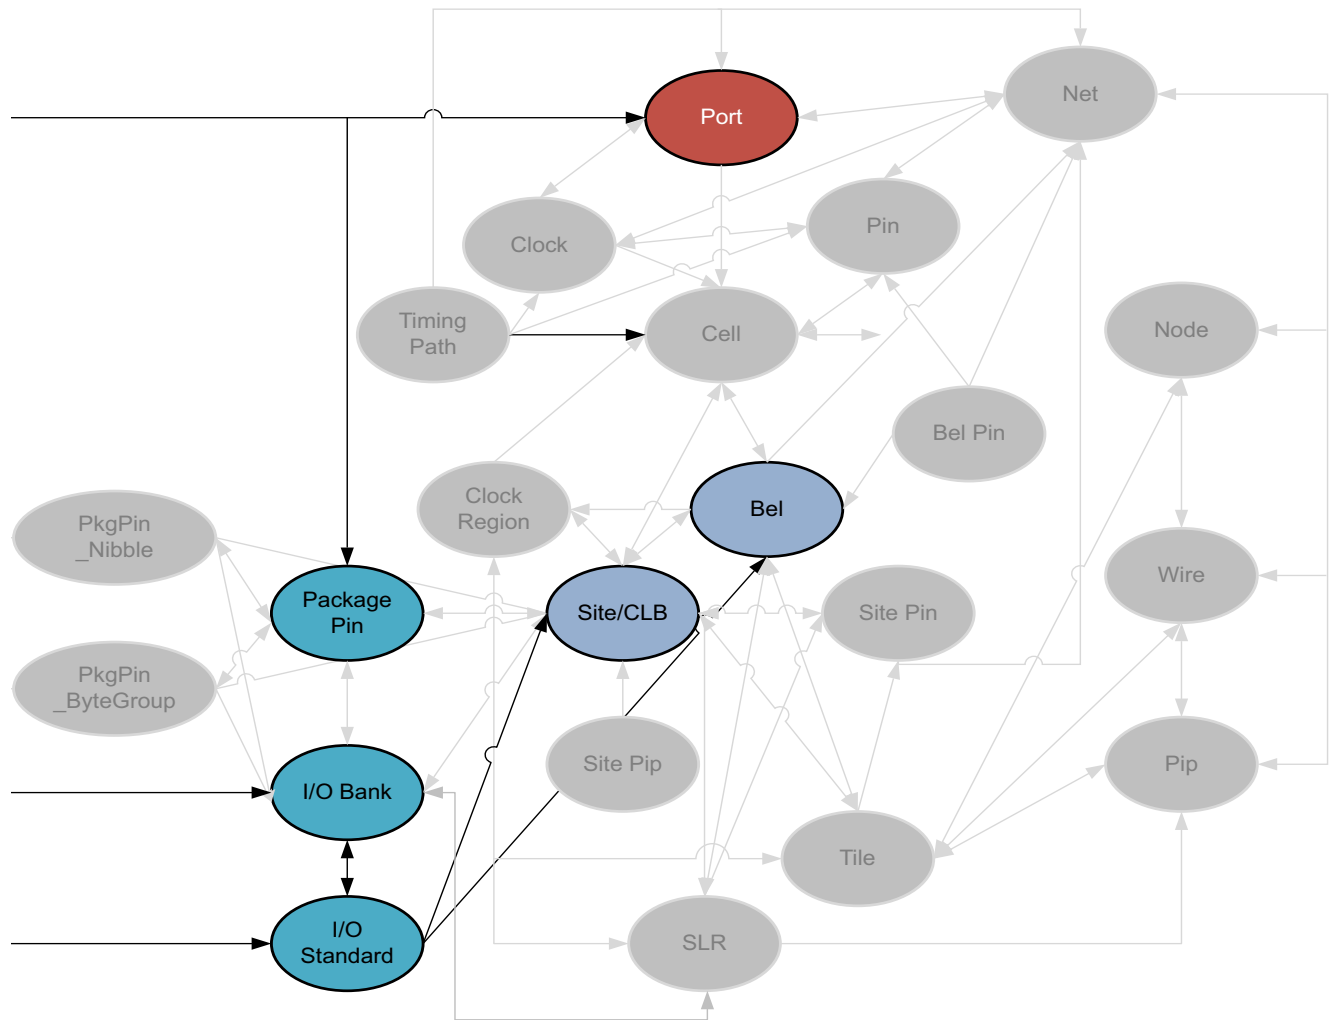 Net
Port
Pin
Clock
Timing
Path
Cell
Node
Bel Pin
Clock
Region
Bel
PkgPin
_Nibble
Wire
Package
Pin
Site/CLB
Site Pin
PkgPin
_ByteGroup
I/O Bank
Site Pip
Pip
Tile
I/O
Standard
SLR